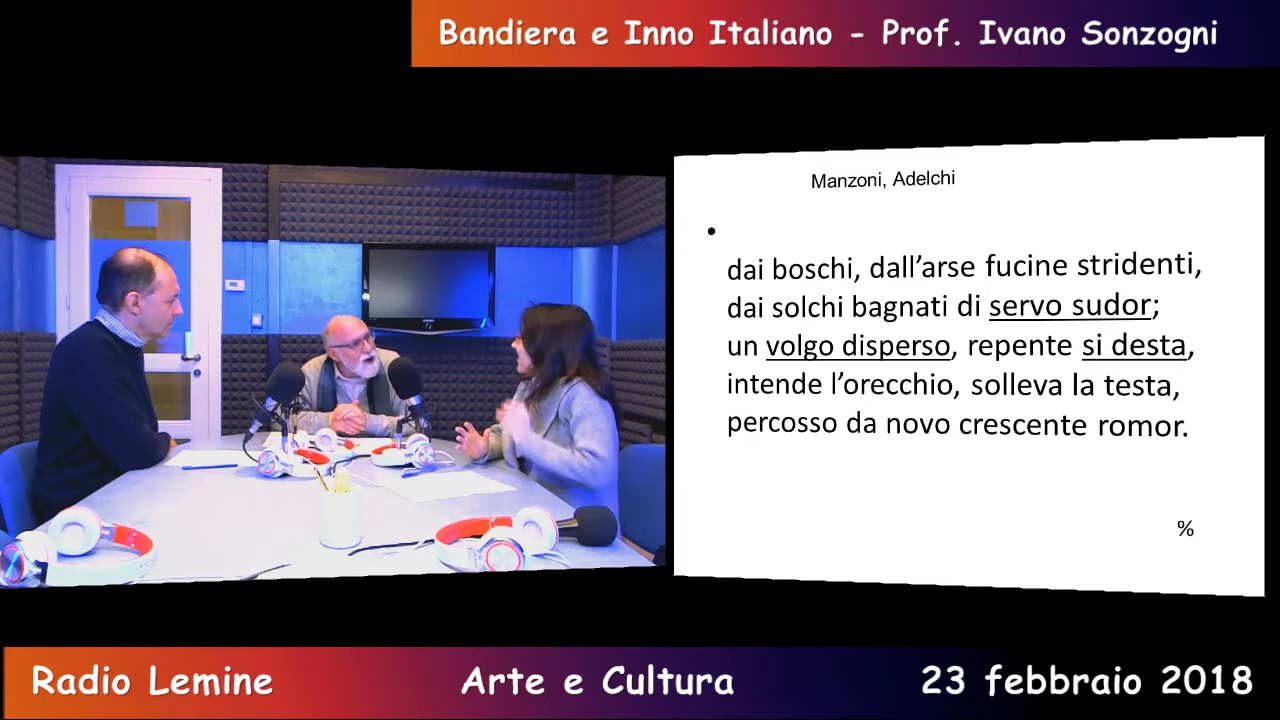 Bandiera e Inno Italiano - Prof. Ivano Sonzogni
Manzoni, Adelchi
•
dai boschi, dall’arse fucine stridenti,
dai solchi bagnati di servo sudor;
un volgo disperso, repente si desta,
intende l’orecchio, solleva la testa,
percosso da novo crescente romor.
%
Radio Lemine Arte e Cultura 23 febbraio 2018